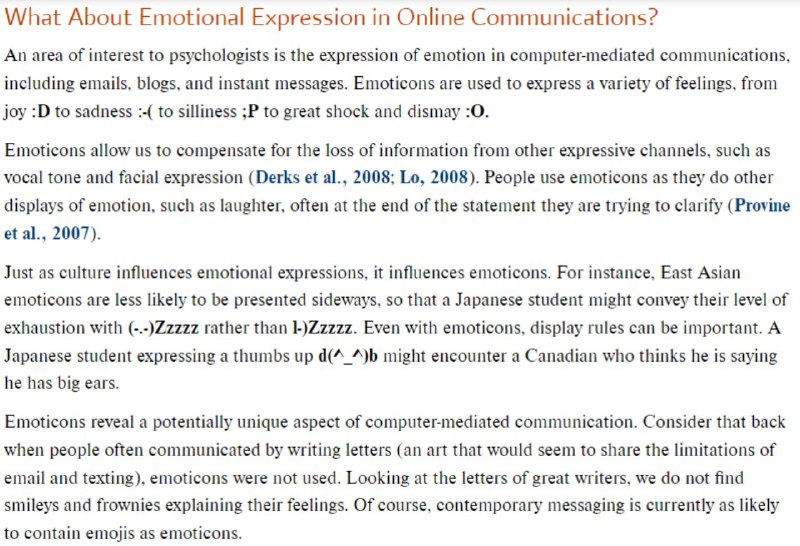 What About Emotional Expression in Online Communications?
An area of interest to psychologists is the expression of emotion in computer-mediated communications,
including emails, blogs, and instant messages. Emoticons are used to express a variety of feelings, from
joy :D to sadness :-( to silliness ;P to great shock and dismay :O.
Emoticons allow us to compensate for the loss of information from other expressive channels, such as
vocal tone and facial expression (Derks et al., 2008; Lo, 2008). People use emoticons as they do other
displays of emotion, such as laughter, often at the end of the statement they are trying to clarify (Provine
et al., 2007).
Just as culture influences emotional expressions, it influences emoticons. For instance, East Asian
emoticons are less likely to be presented sideways, so that a Japanese student might convey their level of
exhaustion with (-.-)Zzzzz rather than I-)Zzzzz. Even with emoticons, display rules can be important. A
Japanese student expressing a thumbs up d(^_^)b might encounter a Canadian who thinks he is saying
he has big ears.
Emoticons reveal a potentially unique aspect of computer-mediated communication. Consider that back
when people often communicated by writing letters (an art that would seem to share the limitations of
email and texting), emoticons were not used. Looking at the letters of great writers, we do not find
smileys and frownies explaining their feelings. Of course, contemporary messaging is currently as likely
to contain emojis as emoticons.